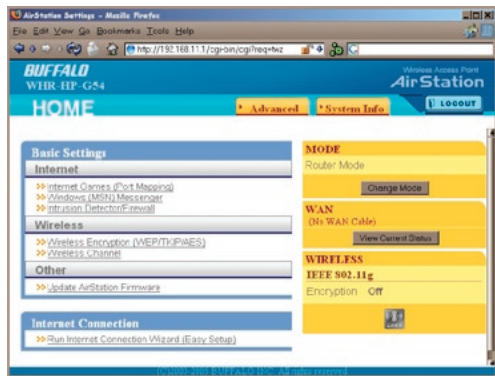 AirStation Settings - Mozilla Firefox
File Edit View Go Bookmarks Tools Help
http://192.168.11.1/cgi-bin/cgi?req=twz
BUFFALO
WHR-HP-G54
Wireless Access Point
AirStation
HOME
Advanced
System Info
LOGOUT
Basic Settings
Internet
>> Internet Games (Port Mapping)
>> Windows (MSN) Messenger
>> Intrusion Detector/Firewall
Wireless
>> Wireless Encryption (WEP/TKIP/AES)
>> Wireless Channel
Other
>> Update AirStation Firmware
Internet Connection
>> Run Internet Connection Wizard (Easy Setup)
MODE
Router Mode
Change Mode
WAN
(No WAN Cable)
View Current Status
WIRELESS
IEEE 802.11g
Encryption Off
(C)2003-2005 BUFFALO INC. All rights reserved.